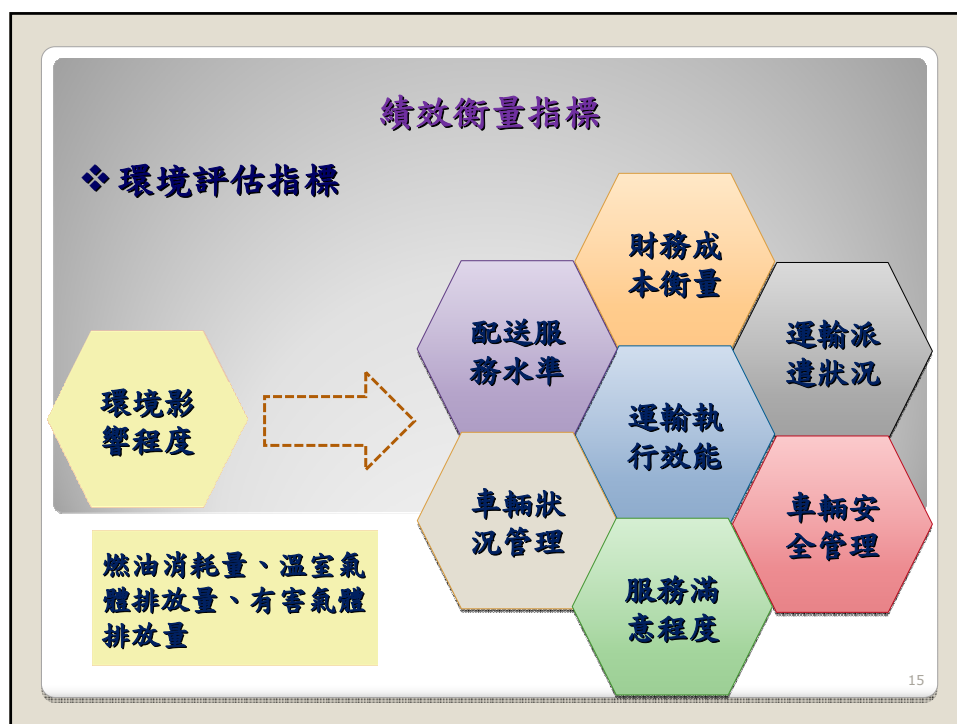 績效衡量指標
❖環境評估指標
財務成
本衡量
配送服
務水準
運輸派
遣狀況
環境影
響程度
運輸執
行效能
車輛狀
況管理
車輛安
全管理
服務滿
意程度
燃油消耗量、溫室氣
體排放量、有害氣體
排放量
15